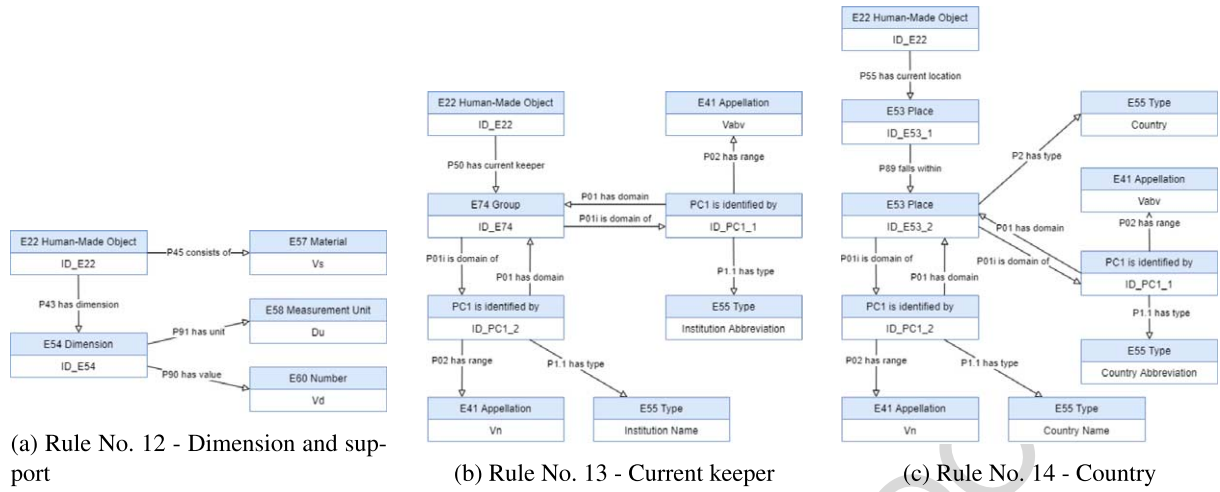 E22 Human-Made Object
ID_E22
P45 consists of
E57 Material
Vs
P43 has dimension
E58 Measurement Unit
Du
P91 has unit
E54 Dimension
ID_E54
P90 has value
E60 Number
Vd
(a) Rule No. 12 - Dimension and sup-
port
E22 Human-Made Object
ID_E22
E41 Appellation
Vabv
P50 has current keeper
P02 has range
E74 Group
ID_E74
P01 has domain
P01i is domain of
PC1 is identified by
ID_PC1_1
P01i is domain of
P01 has domain
P1.1 has type
PC1 is identified by
ID_PC1_2
E55 Type
Institution Abbreviation
P02 has range
P1.1 has type
E41 Appellation
Vn
E55 Type
Institution Name
(b) Rule No. 13 - Current keeper
E22 Human-Made Object
ID_E22
P55 has current location
E53 Place
ID_E53_1
E55 Type
Country
P2 has type
P89 falls within
E41 Appellation
Vabv
E53 Place
ID_E53_2
P02 has range
P01 has domain
P01i is domain of
P01i is domain of
P01 has domain
PC1 is identified by
ID_PC1_1
PC1 is identified by
ID_PC1_2
P1.1 has type
E55 Type
Country Abbreviation
P02 has range
P1.1 has type
E41 Appellation
Vn
E55 Type
Country Name
(c) Rule No. 14 - Country